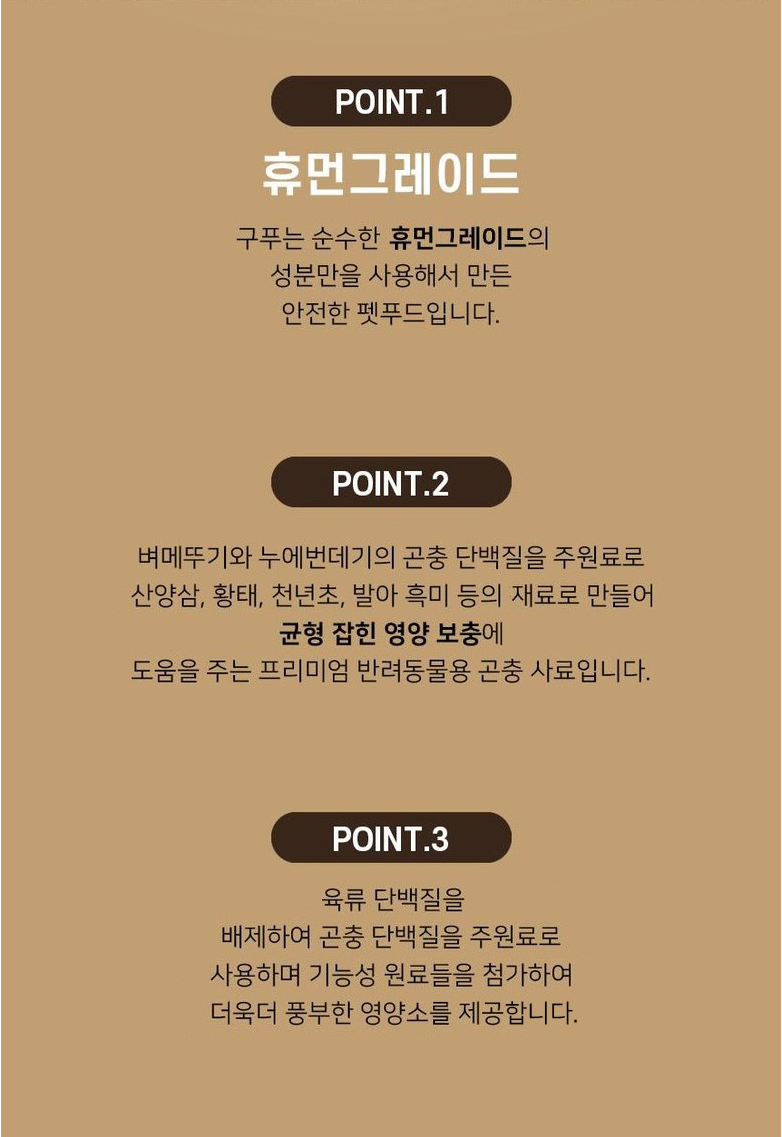 POINT.1
휴먼그레이드
구푸는 순수한 휴먼그레이드의
성분만을 사용해서 만든
안전한 펫푸드입니다.
POINT.2
벼메뚜기와 누에번데기의 곤충 단백질을 주원료로
산양삼, 황태, 천년초, 발아 흑미 등의 재료로 만들어
균형 잡힌 영양 보충에
도움을 주는 프리미엄 반려동물용 곤충 사료입니다.
POINT.3
육류 단백질을
배제하여 곤충 단백질을 주원료로
사용하며 기능성 원료들을 첨가하여
더욱더 풍부한 영양소를 제공합니다.